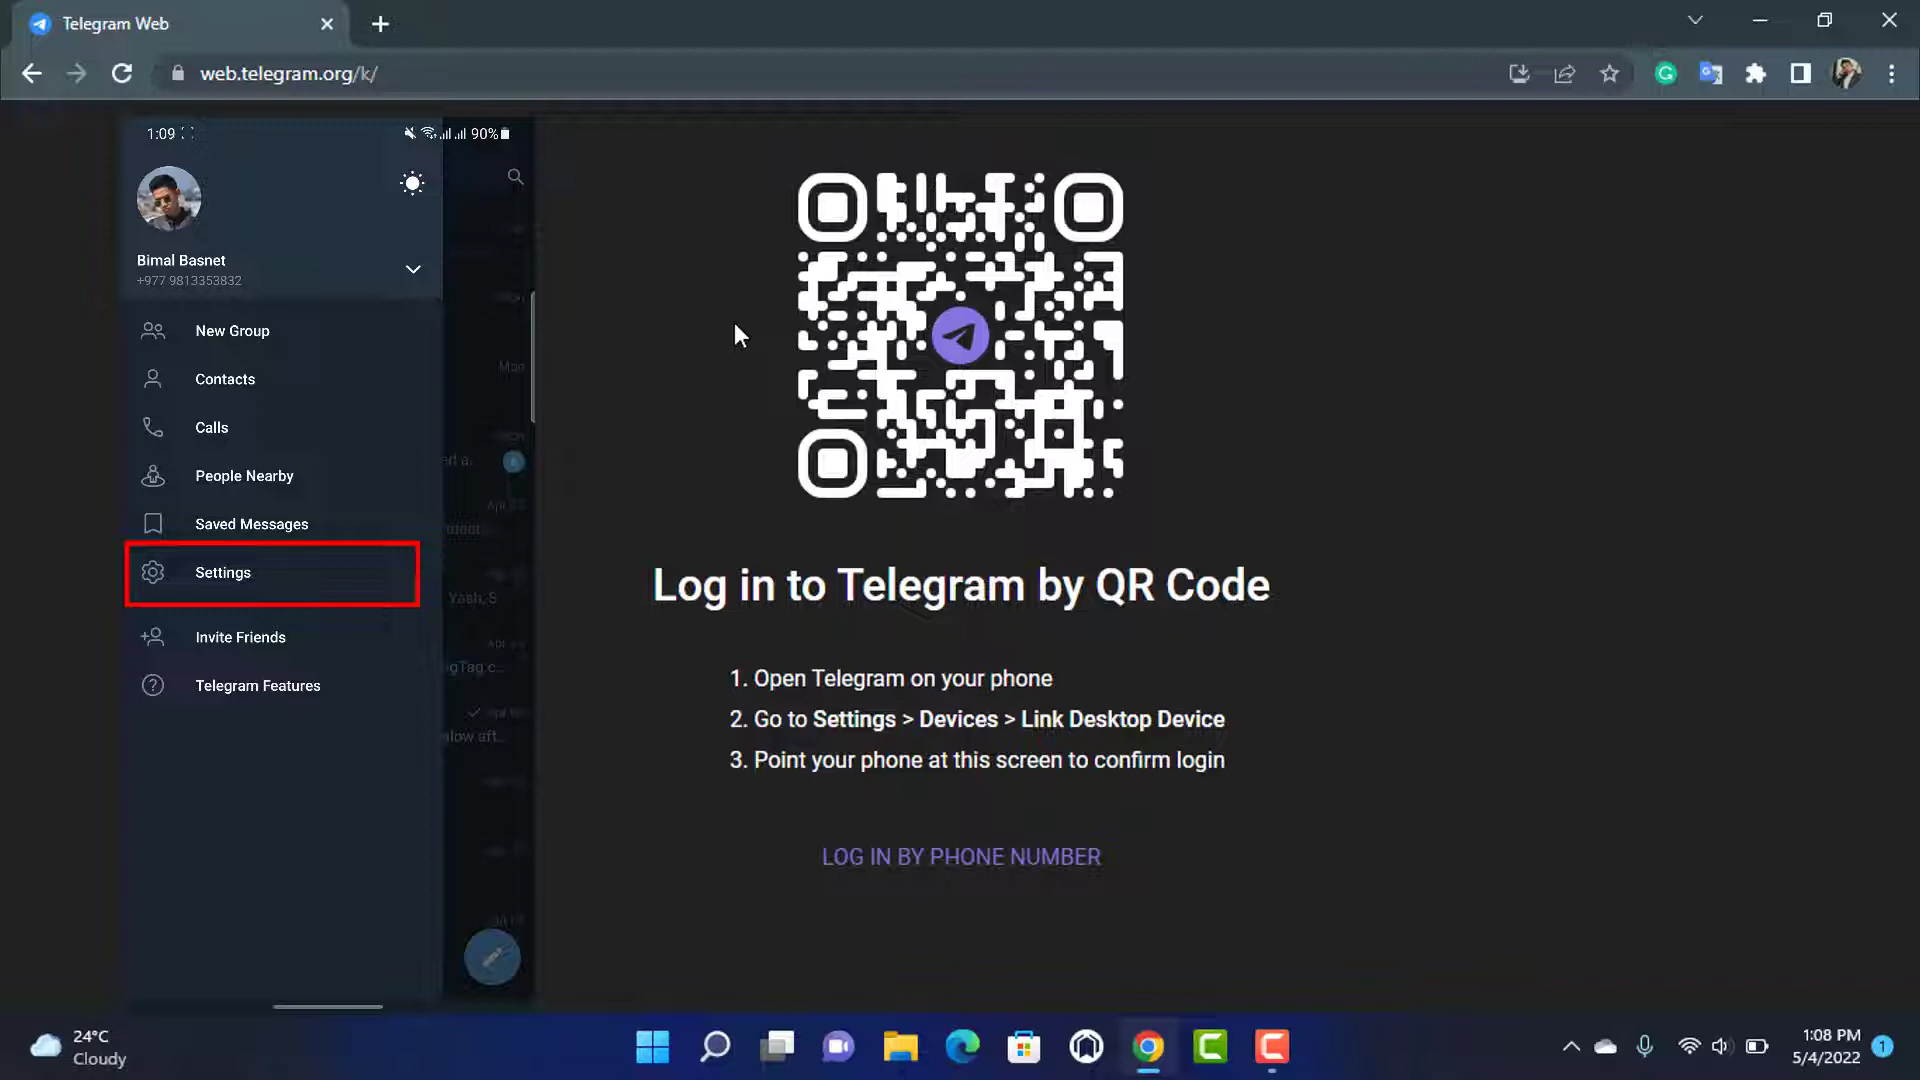 Telegram Web
web.telegram.org/k/
1:09
90%
Bimal Basnet
+977 9813353832
New Group
Contacts
Calls
People Nearby
Saved Messages
Settings
Invite Friends
Telegram Features
Log in to Telegram by QR Code
1. Open Telegram on your phone
2. Go to Settings > Devices > Link Desktop Device
3. Point your phone at this screen to confirm login
LOG IN BY PHONE NUMBER
24°C
Cloudy
1:08 PM
5/4/2022
1